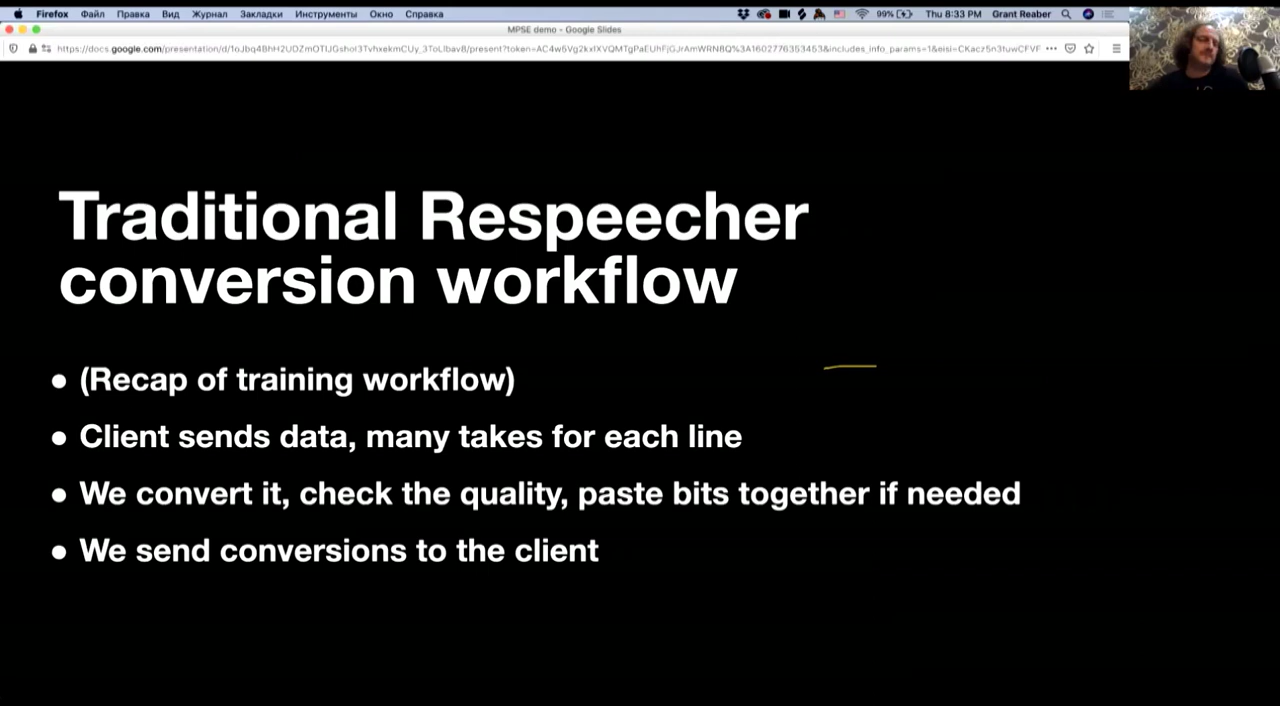 Firefox Файл Правка Вид Журнал Закладки Инструменты Окно Справка 99% Thu 8:33 PM Grant Reaber
MPSE demo - Google Slides
Traditional Respeecher
conversion workflow
● (Recap of training workflow)
● Client sends data, many takes for each line
● We convert it, check the quality, paste bits together if needed
● We send conversions to the client